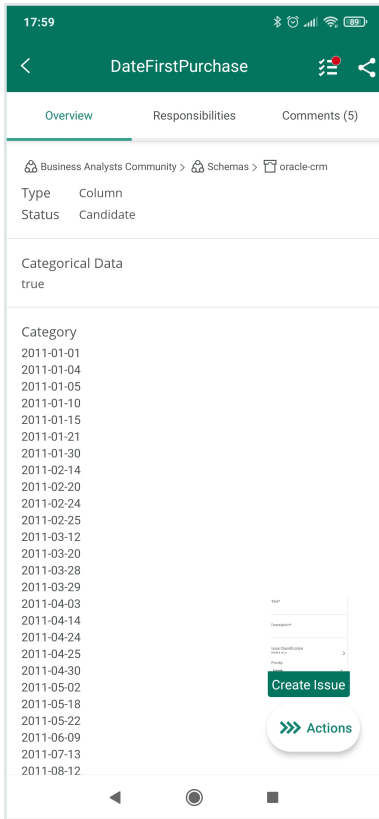 17:59
89
DateFirstPurchase
Overview Responsibilities Comments (5)
Business Analysts Community > Schemas > oracle-crm
Type Column
Status Candidate
Categorical Data
true
Category
2011-01-01
2011-01-04
2011-01-05
2011-01-10
2011-01-15
2011-01-21
2011-01-30
2011-02-14
2011-02-20
2011-02-24
2011-02-25
2011-03-12
2011-03-20
2011-03-28
2011-03-29
2011-04-03
2011-04-14
2011-04-24
2011-04-25
2011-04-30
2011-05-02
2011-05-18
2011-05-22
2011-06-09
2011-07-13
2011-08-12
Title*
Description*
Issue Classification
Priority
Create Issue
Actions